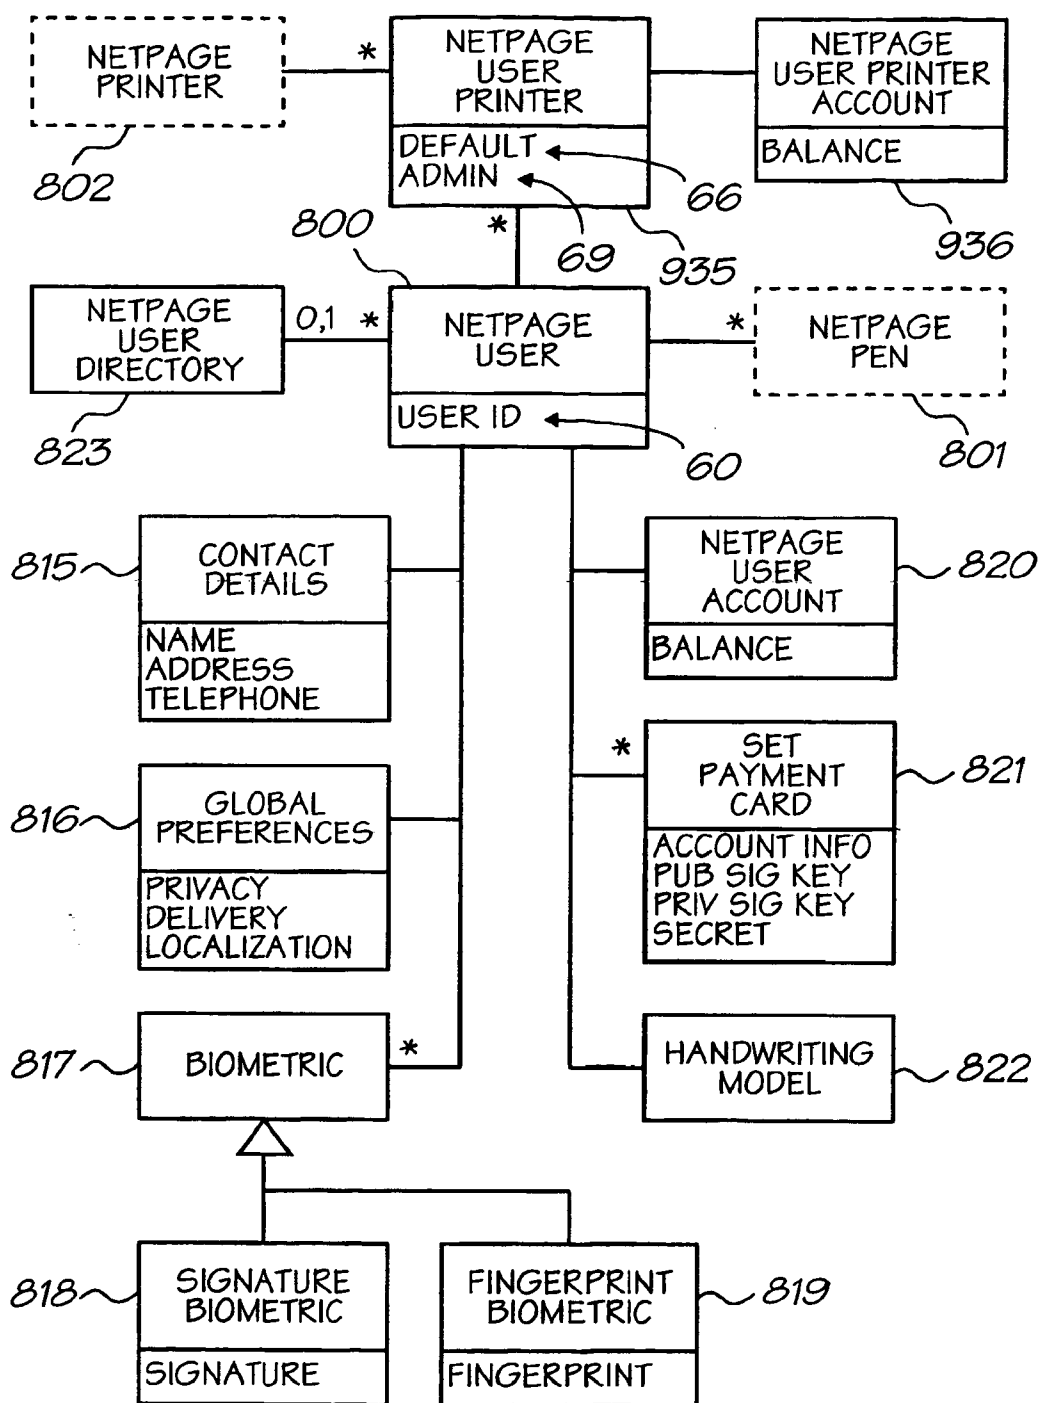 NETPAGE
PRINTER
802
*
NETPAGE
USER
PRINTER
DEFAULT
ADMIN
66
69
935
NETPAGE
USER PRINTER
ACCOUNT
BALANCE
936
*
800
NETPAGE
USER
DIRECTORY
823
0,1 *
NETPAGE
USER
USER ID
60
*
NETPAGE
PEN
801
815
CONTACT
DETAILS
NAME
ADDRESS
TELEPHONE
NETPAGE
USER
ACCOUNT
BALANCE
820
816
GLOBAL
PREFERENCES
PRIVACY
DELIVERY
LOCALIZATION
*
SET
PAYMENT
CARD
ACCOUNT INFO
PUB SIG KEY
PRIV SIG KEY
SECRET
821
817
BIOMETRIC
*
HANDWRITING
MODEL
822
818
SIGNATURE
BIOMETRIC
SIGNATURE
FINGERPRINT
BIOMETRIC
FINGERPRINT
819